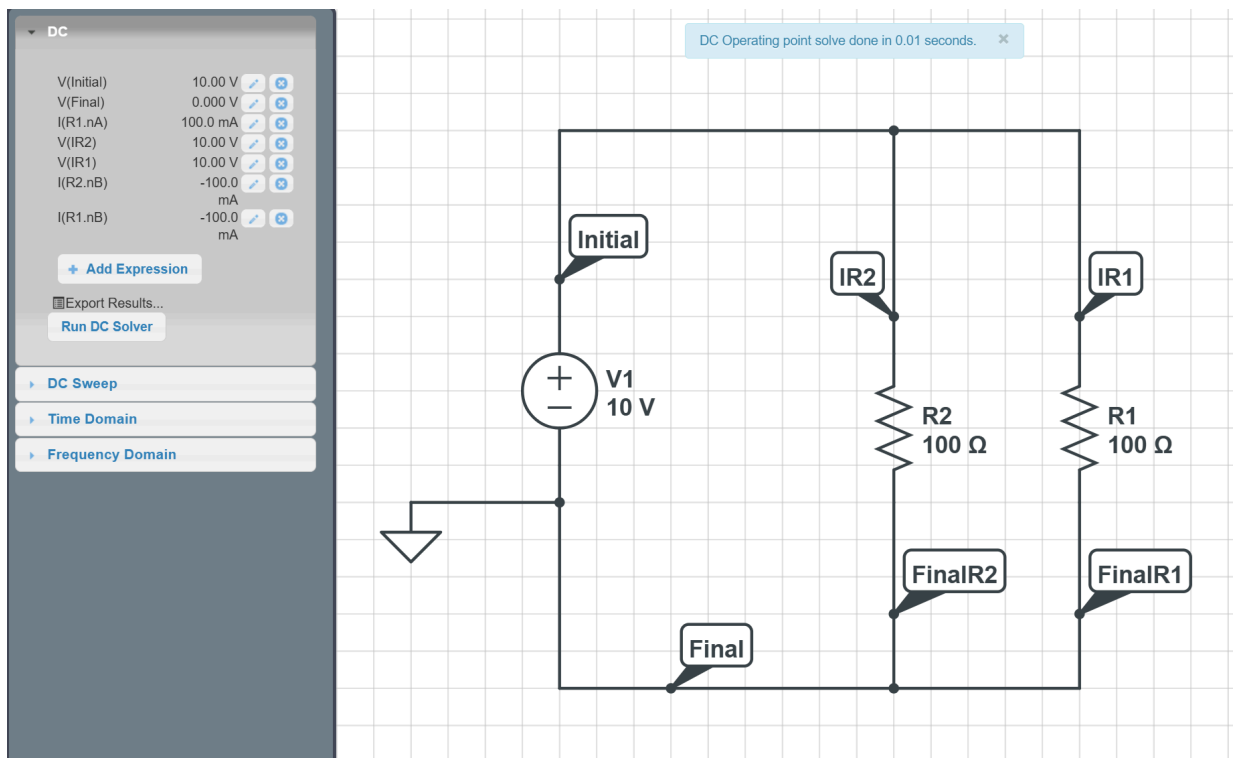 DC
V(Initial) 10.00 V
V(Final) 0.000 V
I(R1.nA) 100.0 mA
V(IR2) 10.00 V
V(IR1) 10.00 V
I(R2.nB) -100.0
mA
I(R1.nB) -100.0
mA
+ Add Expression
Export Results...
Run DC Solver
DC Sweep
Time Domain
Frequency Domain
DC Operating point solve done in 0.01 seconds. ×
Initial
IR2
IR1
V1
10 V
R2
100 Ω
R1
100 Ω
FinalR2
FinalR1
Final